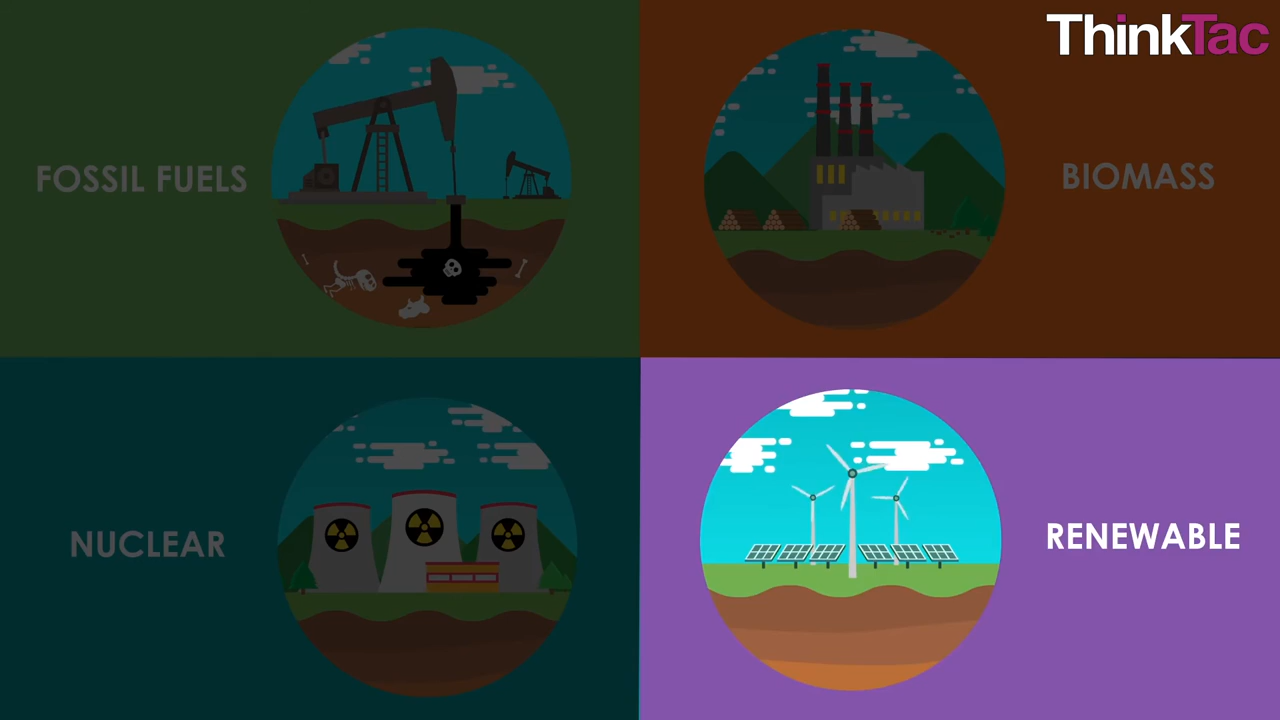 ThinkTac
FOSSIL FUELS
BIOMASS
NUCLEAR
RENEWABLE